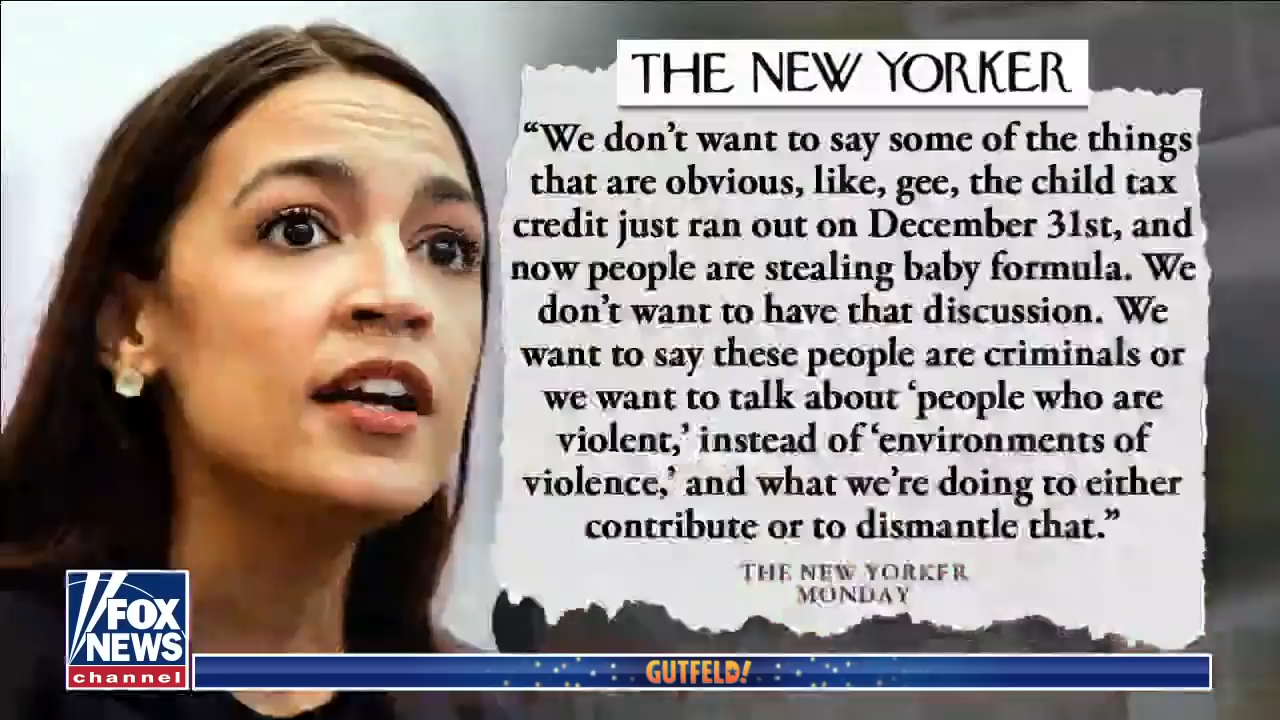 THE NEW YORKER
“We don’t want to say some of the things
that are obvious, like, gee, the child tax
credit just ran out on December 31st, and
now people are stealing baby formula. We
don’t want to have that discussion. We
want to say these people are criminals or
we want to talk about ‘people who are
violent,’ instead of ‘environments of
violence,’ and what we’re doing to either
contribute or to dismantle that.”
THE NEW YORKER
MONDAY
FOX
NEWS
channel
GUTFELD!